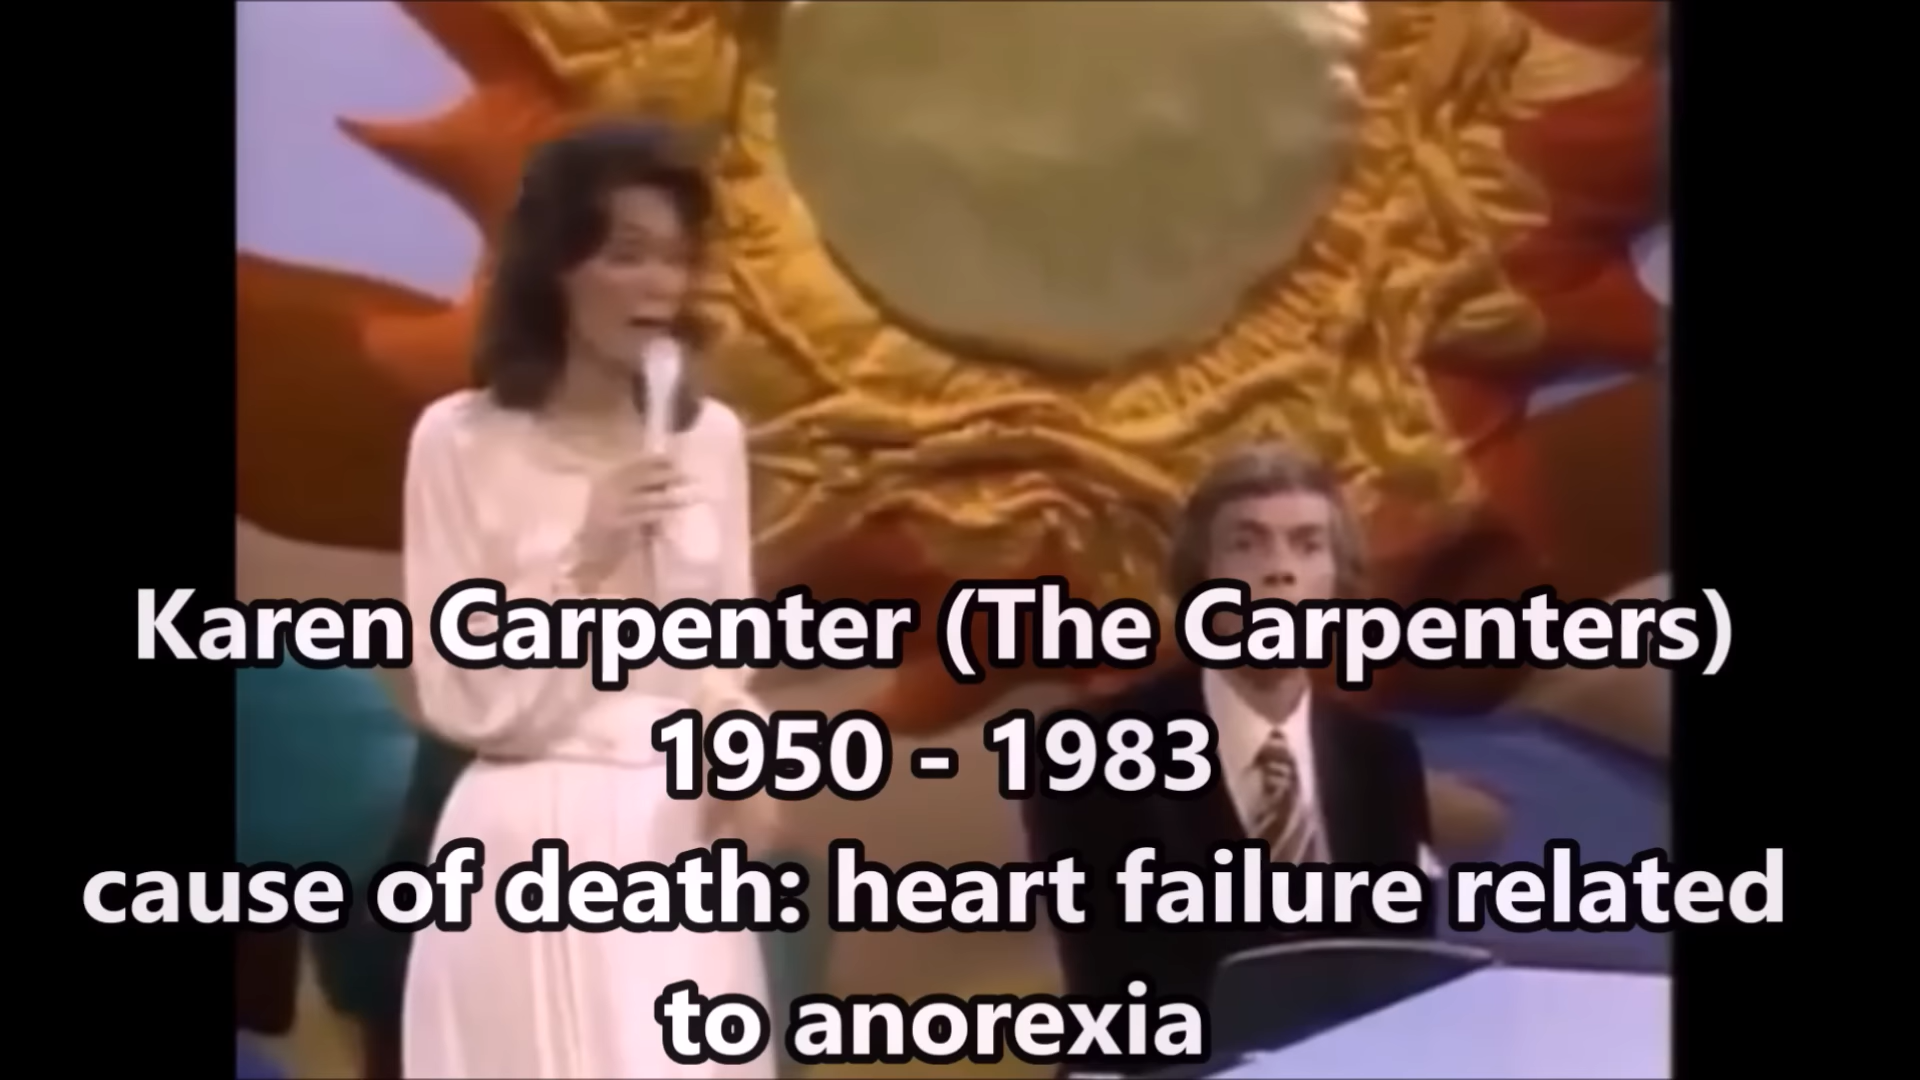 Karen Carpenter (The Carpenters)
1950 - 1983
cause of death: heart failure related
to anorexia